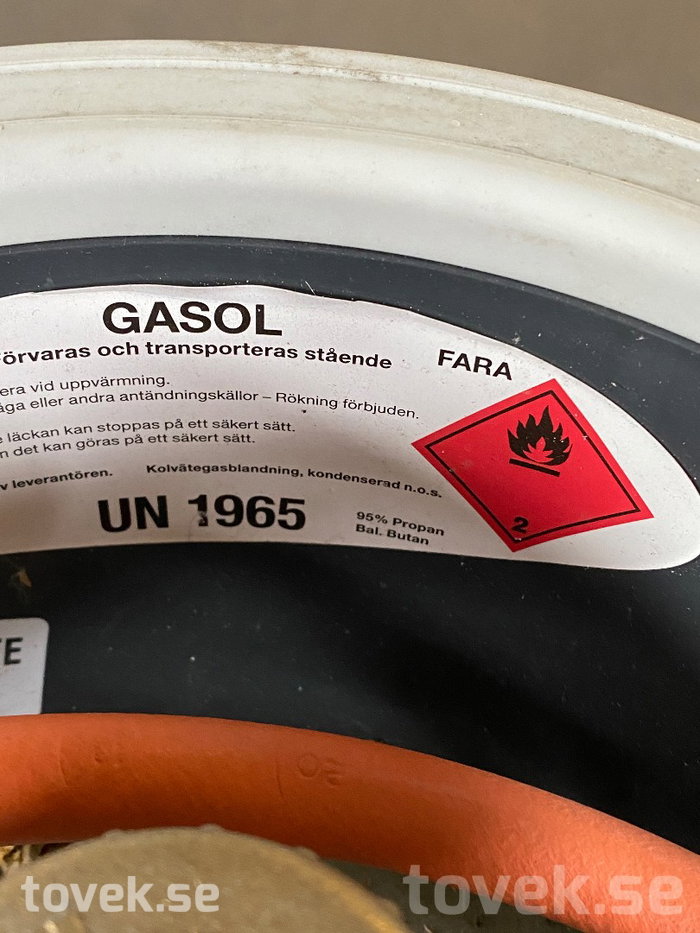 GASOL
Förvaras och transporteras stående
FARA
era vid uppvärmning.
åga eller andra antändningskällor – Rökning förbjuden.
e läckan kan stoppas på ett säkert sätt.
n det kan göras på ett säkert sätt.
v leverantören.
Kolvätegasblandning, kondenserad n.o.s.
UN 1965
95% Propan
Bal. Butan
2
TE
tovek.se
tovek.se